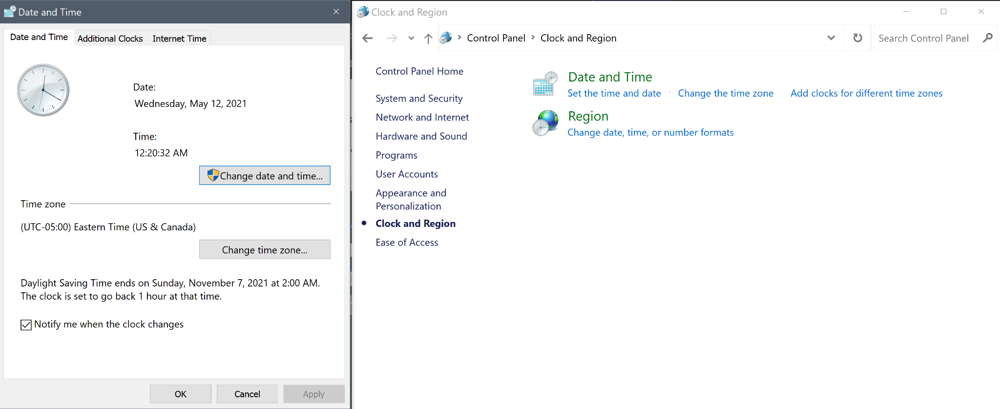 Date and Time
Date and Time
Additional Clocks
Internet Time
Date:
Wednesday, May 12, 2021
Time:
12:20:32 AM
Change date and time...
Time zone
(UTC-05:00) Eastern Time (US & Canada)
Change time zone...
Daylight Saving Time ends on Sunday, November 7, 2021 at 2:00 AM.
The clock is set to go back 1 hour at that time.
Notify me when the clock changes
OK
Cancel
Apply
Clock and Region
Control Panel
Clock and Region
Search Control Panel
Control Panel Home
System and Security
Network and Internet
Hardware and Sound
Programs
User Accounts
Appearance and
Personalization
Clock and Region
Ease of Access
Date and Time
Set the time and date
Change the time zone
Add clocks for different time zones
Region
Change date, time, or number formats